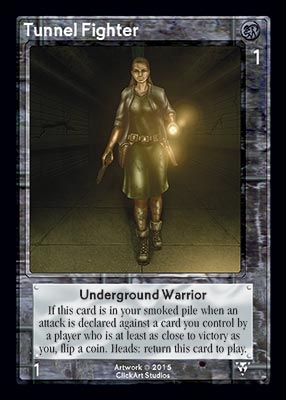 Tunnel Fighter
1
Underground Warrior
If this card is in your smoked pile when an
attack is declared against a card you control by
a player who is at least as close to victory as
you, flip a coin. Heads: return this card to play.
1
Artwork © 2015
ClickArt Studios